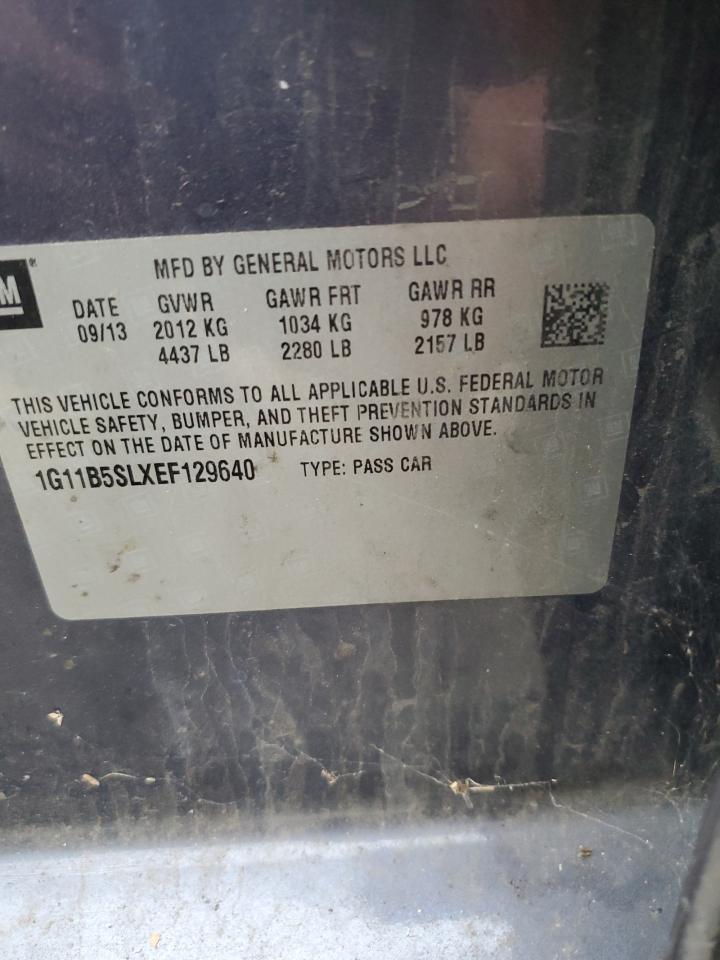 M®
MFD BY GENERAL MOTORS LLC
DATE GVWR GAWR FRT GAWR RR
09/13 2012 KG 1034 KG 978 KG
4437 LB 2280 LB 2157 LB
THIS VEHICLE CONFORMS TO ALL APPLICABLE U.S. FEDERAL MOTOR
VEHICLE SAFETY, BUMPER, AND THEFT PREVENTION STANDARDS IN
EFFECT ON THE DATE OF MANUFACTURE SHOWN ABOVE.
1G11B5SLXEF129640 TYPE: PASS CAR